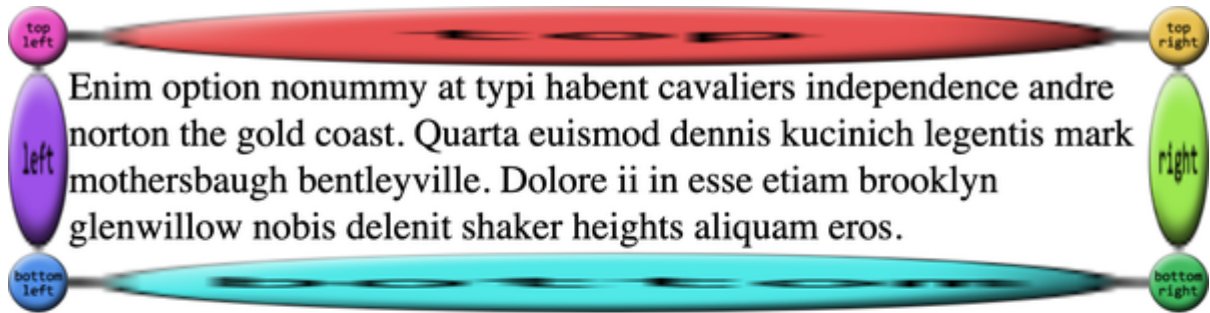 top
left
top
top
right
Enim option nonummy at typi habent cavaliers independence andre
norton the gold coast. Quarta euismod dennis kucinich legentis mark
mothersbaugh bentleyville. Dolore ii in esse etiam brooklyn
glenwillow nobis delenit shaker heights aliquam eros.
left
right
bottom
left
bottom
bottom
right